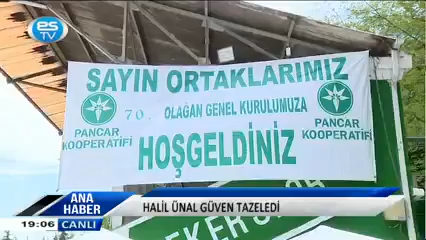 es
TV
SAYIN ORTAKLARIMIZ
70. OLAĞAN GENEL KURULUMUZA
PANCAR
KOOPERATİFİ
PANCAR
KOOPERATİFİ
HOŞGELDİNİZ
ANA
HABER
HALİL ÜNAL GÜVEN TAZELEDİ
19:06 CANLI